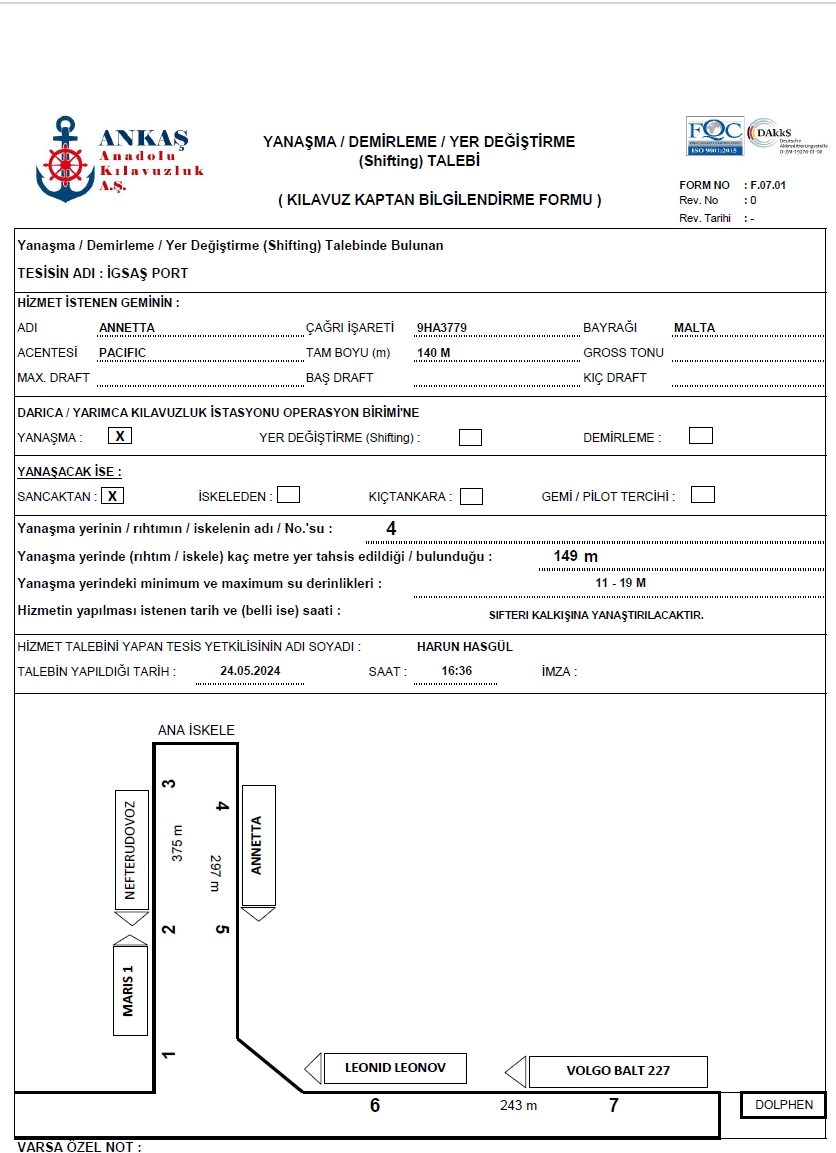 ANKAŞ
Anadolu
Kılavuzluk
A.Ş.
YANAŞMA / DEMİRLEME / YER DEĞİŞTİRME
(Shifting) TALEBİ
( KILAVUZ KAPTAN BİLGİLENDİRME FORMU )
FQC
ISO 9001:2015
DAkkS
Deutsche
Akkreditierungsstelle
D-ZM-19276-01-00
FORM NO : F.07.01
Rev. No : 0
Rev. Tarihi : -
Yanaşma / Demirleme / Yer Değiştirme (Shifting) Talebinde Bulunan
TESİSİN ADI : İGSAŞ PORT
HİZMET İSTENEN GEMİNİN :
ADI ANNETTA ÇAĞRI İŞARETİ 9HA3779 BAYRAĞI MALTA
ACENTESİ PACIFIC TAM BOYU (m) 140 M GROSS TONU
MAX. DRAFT BAŞ DRAFT KIÇ DRAFT
DARICA / YARIMCA KILAVUZLUK İSTASYONU OPERASYON BİRİMİ'NE
YANAŞMA : X YER DEĞİŞTİRME (Shifting) : DEMİRLEME :
YANAŞACAK İSE :
SANCAKTAN : X İSKELEDEN : KIÇTANKARA : GEMİ / PİLOT TERCİHİ :
Yanaşma yerinin / rıhtımın / iskelenin adı / No.'su : 4
Yanaşma yerinde (rıhtım / iskele) kaç metre yer tahsis edildiği / bulunduğu : 149 m
Yanaşma yerindeki minimum ve maximum su derinlikleri : 11 - 19 M
Hizmetin yapılması istenen tarih ve (belli ise) saati : SIFTERI KALKIŞINA YANAŞTIRILACAKTIR.
HİZMET TALEBİNİ YAPAN TESİS YETKİLİSİNİN ADI SOYADI : HARUN HASGÜL
TALEBİN YAPILDIĞI TARİH : 24.05.2024 SAAT : 16:36 İMZA :
ANA İSKELE
3
4
NEFTERUDOVOZ
375 m
297 m
ANNETTA
2
5
MARIS 1
1
LEONID LEONOV
VOLGO BALT 227
6
243 m
7
DOLPHEN
VARSA ÖZEL NOT :